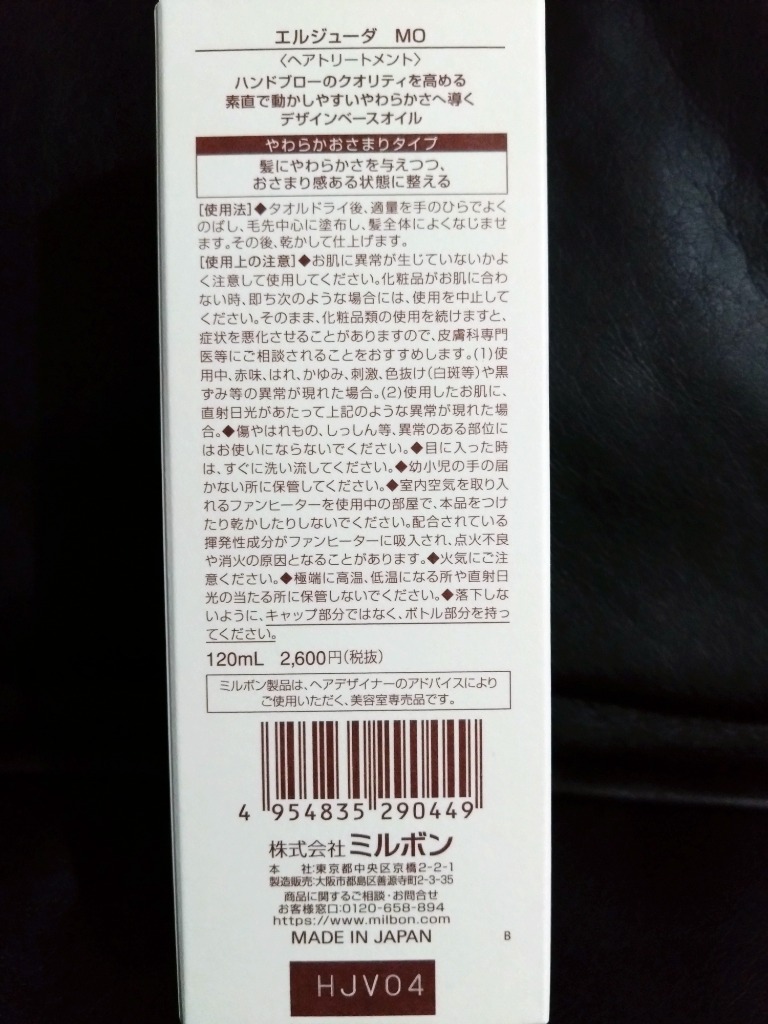 エルジューダ MO
〈ヘアトリートメント〉
ハンドブローのクオリティを高める
素直で動かしやすいやわらかさへ導く
デザインベースオイル
やわらかおさまりタイプ
髪にやわらかさを与えつつ、
おさまり感ある状態に整える
[使用法]◆タオルドライ後、適量を手のひらでよく
のばし、毛先中心に塗布し、髪全体によくなじませ
ます。その後、乾かして仕上げます。
[使用上の注意]◆お肌に異常が生じていないかよ
く注意して使用してください。化粧品がお肌に合わ
ない時、即ち次のような場合には、使用を中止して
ください。そのまま、化粧品類の使用を続けますと、
症状を悪化させることがありますので、皮膚科専門
医等にご相談されることをおすすめします。(1)使
用中、赤味、はれ、かゆみ、刺激、色抜け(白斑等)や黒
ずみ等の異常が現れた場合。(2)使用したお肌に、
直射日光があたって上記のような異常が現れた場
合。◆傷やはれもの、しっしん等、異常のある部位に
はお使いにならないでください。◆目に入った時
は、すぐに洗い流してください。◆幼小児の手の届
かない所に保管してください。◆室内空気を取り入
れるファンヒーターを使用中の部屋で、本品をつけ
たり乾かしたりしないでください。配合されている
揮発性成分がファンヒーターに吸入され、点火不良
や消火の原因となることがあります。◆火気にご注
意ください。◆極端に高温、低温になる所や直射日
光の当たる所に保管しないでください。◆落下しな
いように、キャップ部分ではなく、ボトル部分を持っ
てください。
120mL 2,600円(税抜)
ミルボン製品は、ヘアデザイナーのアドバイスにより
ご使用いただく、美容室専売品です。
4 954835 290449
株式会社ミルボン
本 社:東京都中央区京橋2-2-1
製造販売:大阪市都島区善源寺町2-3-35
商品に関するご相談・お問合せ
お客様窓口:0120-658-894
https://www.milbon.com
MADE IN JAPAN B
HJV04